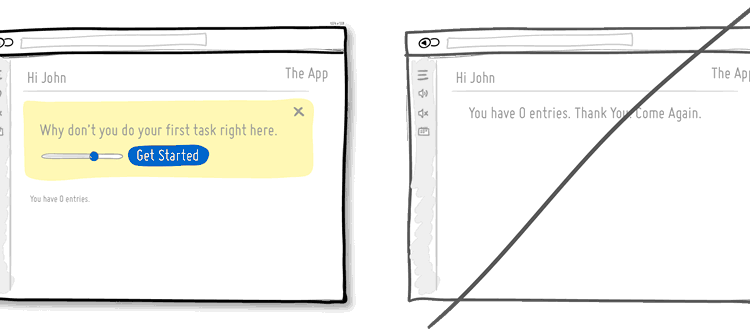 Hi John
The App
Why don't you do your first task right here.
Get Started
You have 0 entries.
Hi John
The App
You have 0 entries. Thank You, Come Again.